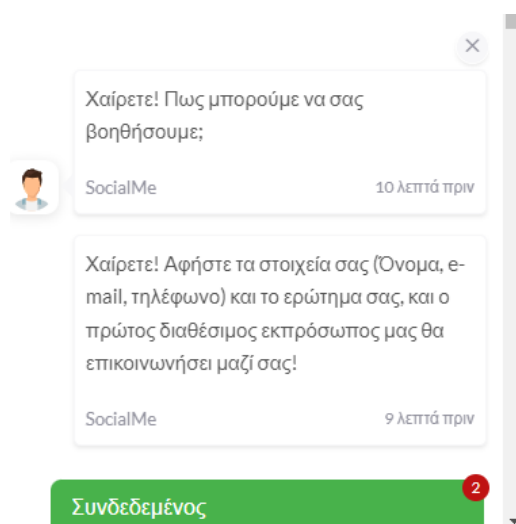 Χαίρετε! Πως μπορούμε να σας
βοηθήσουμε;
SocialMe 10 λεπτά πριν
Χαίρετε! Αφήστε τα στοιχεία σας (Όνομα, e-
mail, τηλέφωνο) και το ερώτημα σας, και ο
πρώτος διαθέσιμος εκπρόσωπος μας θα
επικοινωνήσει μαζί σας!
SocialMe 9 λεπτά πριν
2
Συνδεδεμένος